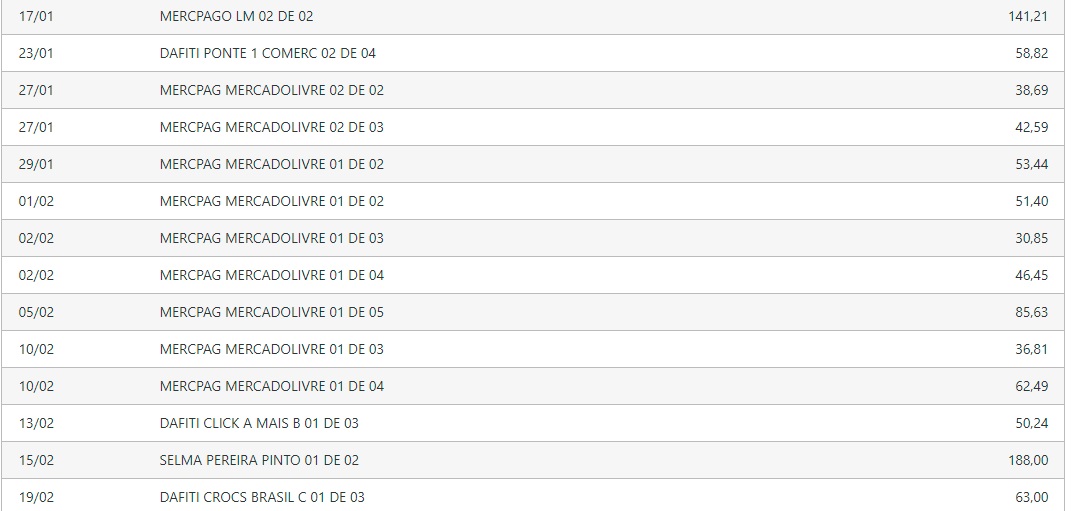 17/01 MERCPAGO LM 02 DE 02 141,21
23/01 DAFITI PONTE 1 COMERC 02 DE 04 58,82
27/01 MERCPAG MERCADOLIVRE 02 DE 02 38,69
27/01 MERCPAG MERCADOLIVRE 02 DE 03 42,59
29/01 MERCPAG MERCADOLIVRE 01 DE 02 53,44
01/02 MERCPAG MERCADOLIVRE 01 DE 02 51,40
02/02 MERCPAG MERCADOLIVRE 01 DE 03 30,85
02/02 MERCPAG MERCADOLIVRE 01 DE 04 46,45
05/02 MERCPAG MERCADOLIVRE 01 DE 05 85,63
10/02 MERCPAG MERCADOLIVRE 01 DE 03 36,81
10/02 MERCPAG MERCADOLIVRE 01 DE 04 62,49
13/02 DAFITI CLICK A MAIS B 01 DE 03 50,24
15/02 SELMA PEREIRA PINTO 01 DE 02 188,00
19/02 DAFITI CROCS BRASIL C 01 DE 03 63,00